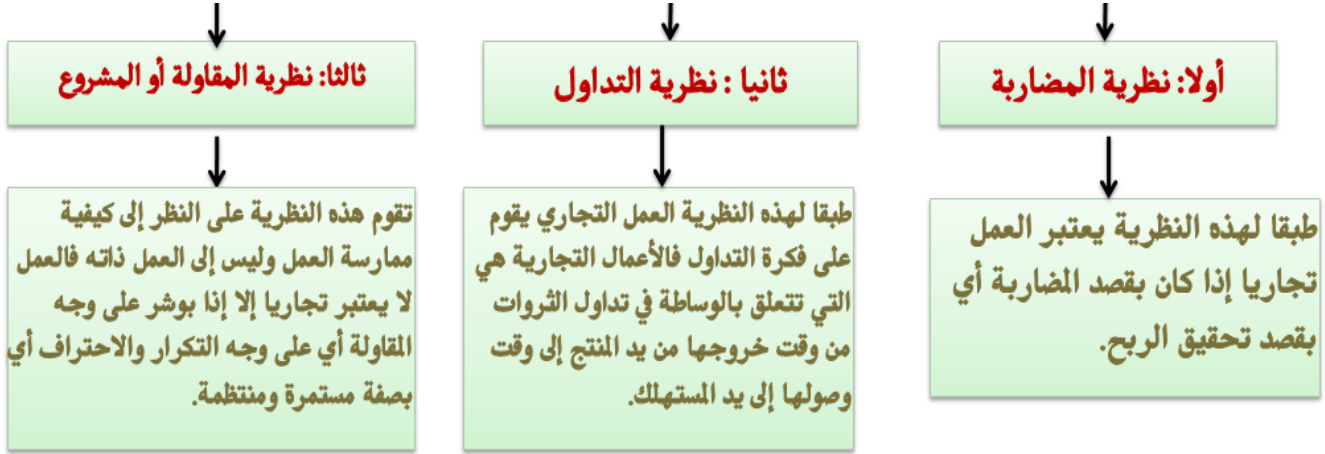 أولا: نظرية المضاربة
طبقا لهذه النظرية يعتبر العمل
تجاريا إذا كان بقصد المضاربة أي
بقصد تحقيق الربح.
ثانيا : نظرية التداول
طبقا لهذه النظرية العمل التجاري يقوم
على فكرة التداول فالأعمال التجارية هي
التي تتعلق بالوساطة في تداول الثروات
من وقت خروجها من يد المنتج إلى وقت
وصولها إلى يد المستهلك.
ثالثا: نظرية المقاولة أو المشروع
تقوم هذه النظرية على النظر إلى كيفية
ممارسة العمل وليس إلى العمل ذاته فالعمل
لا يعتبر تجاريا إلا إذا بوشر على وجه
المقاولة أي على وجه التكرار والاحتراف أي
بصفة مستمرة ومنتظمة.